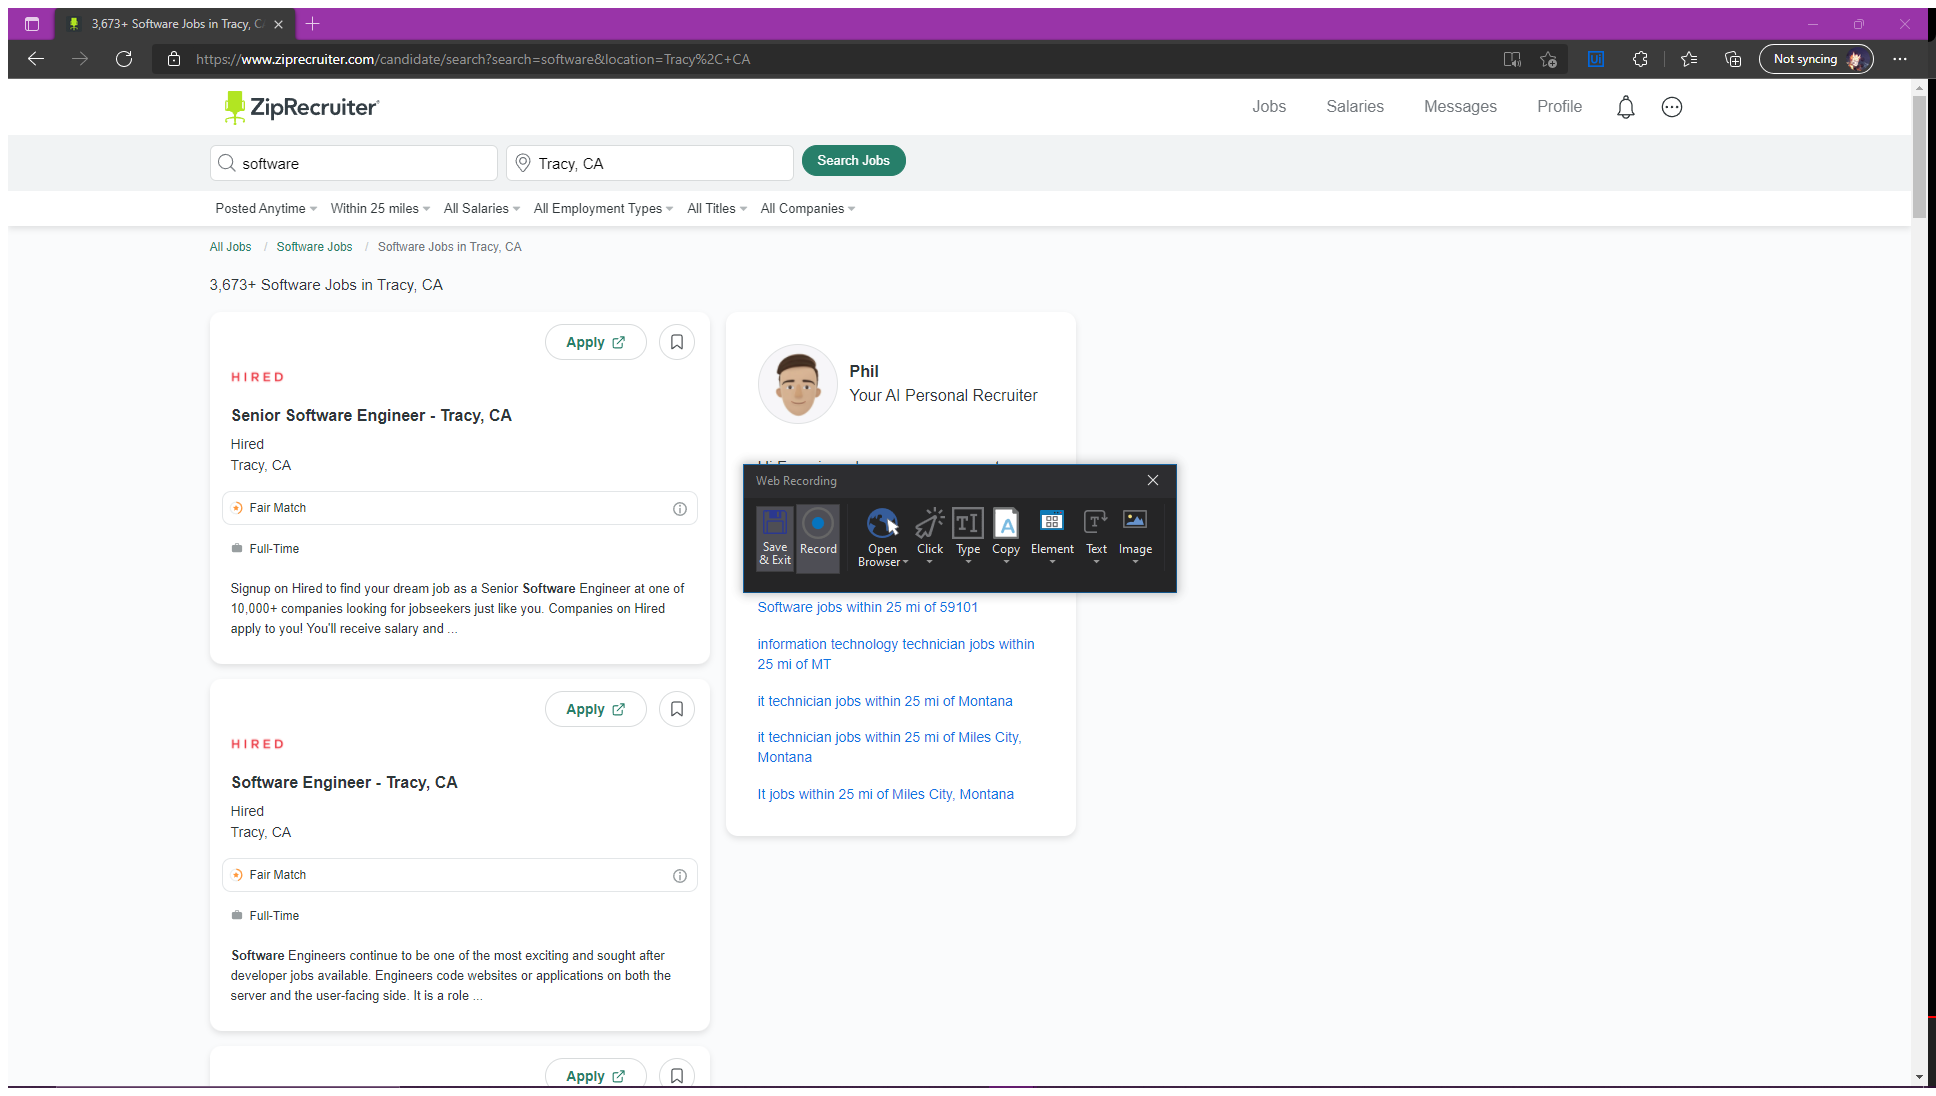 3,673+ Software Jobs in Tracy, C
https://www.ziprecruiter.com/candidate/search?search=software&location=Tracy%2C+CA
Not syncing
ZipRecruiter
Jobs Salaries Messages Profile
software
Tracy, CA
Search Jobs
Posted Anytime Within 25 miles All Salaries All Employment Types All Titles All Companies
All Jobs / Software Jobs / Software Jobs in Tracy, CA
3,673+ Software Jobs in Tracy, CA
Apply
HIRED
Senior Software Engineer - Tracy, CA
Hired
Tracy, CA
Fair Match
Full-Time
Signup on Hired to find your dream job as a Senior Software Engineer at one of
10,000+ companies looking for jobseekers just like you. Companies on Hired
apply to you! You'll receive salary and ...
Apply
HIRED
Software Engineer - Tracy, CA
Hired
Tracy, CA
Fair Match
Full-Time
Software Engineers continue to be one of the most exciting and sought after
developer jobs available. Engineers code websites or applications on both the
server and the user-facing side. It is a role ...
Apply
Phil
Your AI Personal Recruiter
Web Recording
Save
& Exit
Record
Open
Browser
Click
Type
Copy
Element
Text
Image
Software jobs within 25 mi of 59101
information technology technician jobs within
25 mi of MT
it technician jobs within 25 mi of Montana
it technician jobs within 25 mi of Miles City,
Montana
It jobs within 25 mi of Miles City, Montana